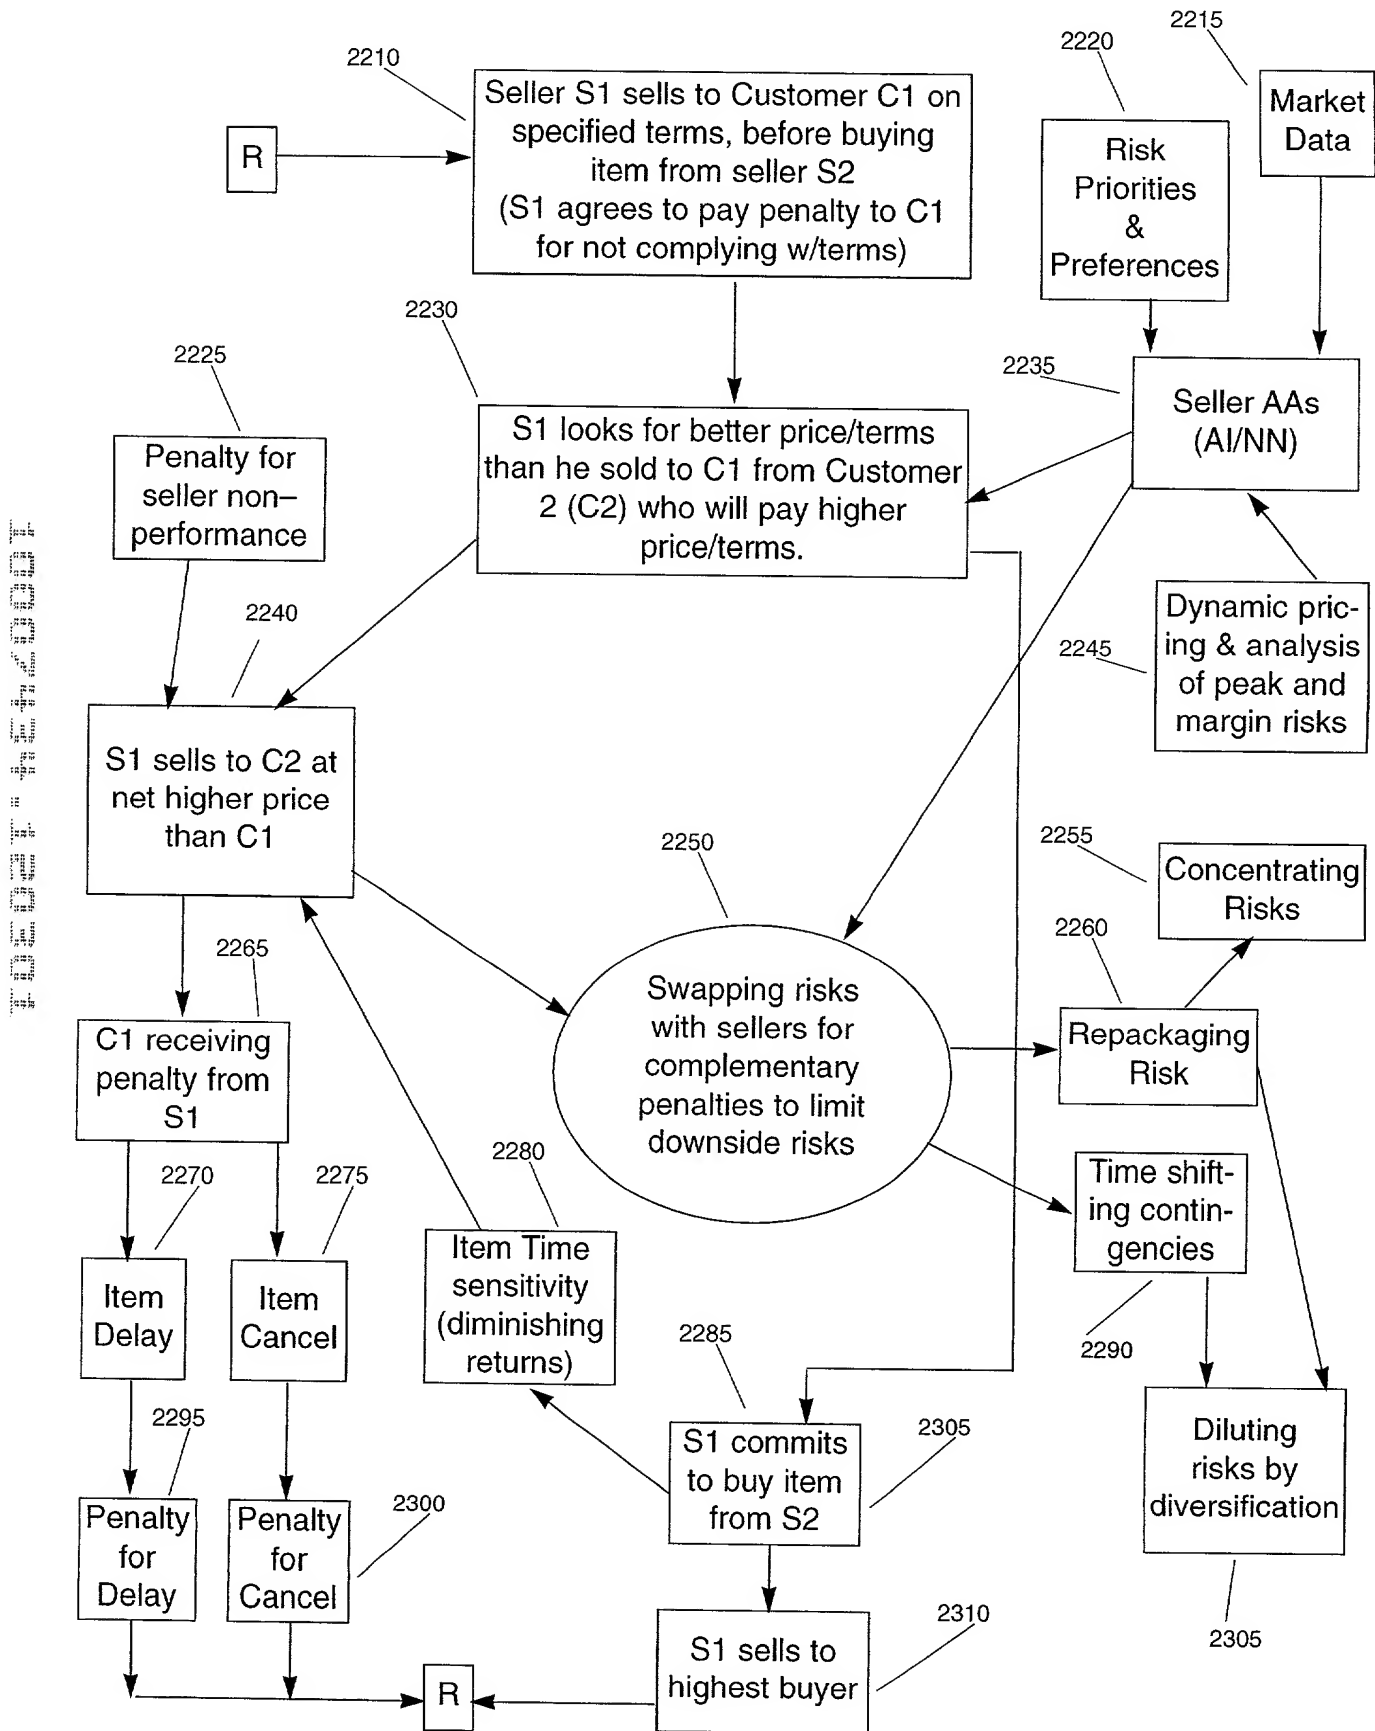 2215
2220
2210
Seller S1 sells to Customer C1 on
specified terms, before buying
item from seller S2
(S1 agrees to pay penalty to C1
for not complying w/terms)
R
Risk
Priorities
&
Preferences
Market
Data
2230
2225
2235
Seller AAs
(AI/NN)
S1 looks for better price/terms
than he sold to C1 from Customer
2 (C2) who will pay higher
price/terms.
Penalty for
seller non–
performance
2240
2245
Dynamic pric-
ing & analysis
of peak and
margin risks
S1 sells to C2 at
net higher price
than C1
2250
2255
Concentrating
Risks
2260
2265
Swapping risks
with sellers for
complementary
penalties to limit
downside risks
Repackaging
Risk
C1 receiving
penalty from
S1
2270
2275
2280
Time shift-
ing contin-
gencies
Item
Delay
Item
Cancel
Item Time
sensitivity
(diminishing
returns)
2285
2290
2295
2300
S1 commits
to buy item
from S2
2305
Diluting
risks by
diversification
Penalty
for
Delay
Penalty
for
Cancel
2310
2305
S1 sells to
highest buyer
R
10007434.120301